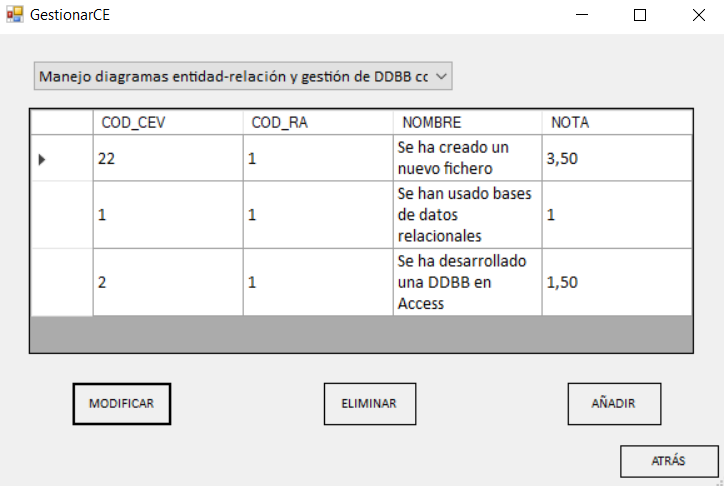 GestionarCE
Manejo diagramas entidad-relación y gestión de DDBB cc
COD_CEV COD_RA NOMBRE NOTA
22 1 Se ha creado un nuevo fichero 3,50
1 1 Se han usado bases de datos relacionales 1
2 1 Se ha desarrollado una DDBB en Access 1,50
MODIFICAR ELIMINAR AÑADIR
ATRÁS